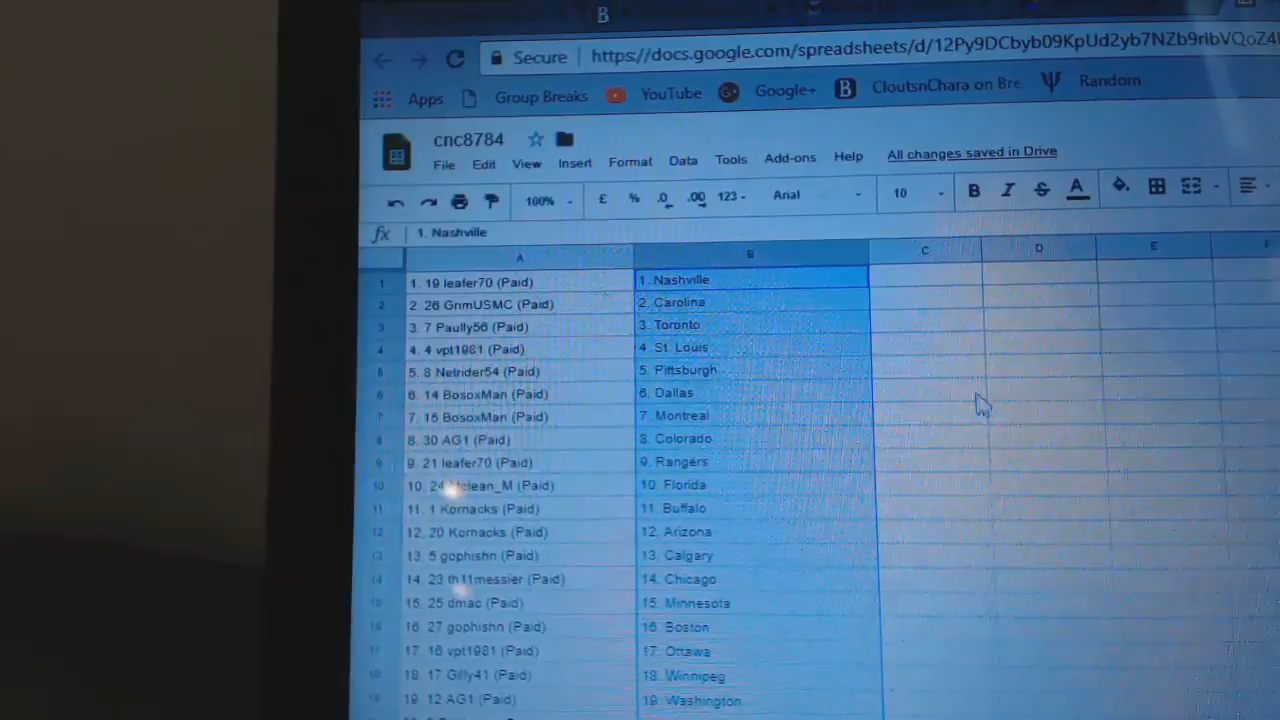 B
Secure https://docs.google.com/spreadsheets/d/12Py9DCbyb09KpUd2yb7NZb9rlbVQoZ4
Apps Group Breaks YouTube Google+ B CloutsnChara on Bre Ψ Random
cnc8784
File Edit View Insert Format Data Tools Add-ons Help All changes saved in Drive
100% £ % .0 .00 123 Arial 10 B I S A
fx 1. Nashville
A B C D E F
1 1. 19 leafer70 (Paid) 1. Nashville
2 2 26 GnmUSMC (Paid) 2. Carolina
3 3. 7 Paully56 (Paid) 3. Toronto
4 4. 4 vpt1981 (Paid) 4 St. Louis
5 5. 8 Netrider54 (Paid) 5. Pittsburgh
6 6. 14 BosoxMan (Paid) 6. Dallas
7 7. 15 BosoxMan (Paid) 7. Montreal
8 8. 30 AG1 (Paid) 8. Colorado
9 9. 21 leafer70 (Paid) 9. Rangers
10 10. 24 (Paid) 10. Florida
11 11. 1 Kornacks (Paid) 11. Buffalo
12 12. 20 Kornacks (Paid) 12. Arizona
13 13. 5 gophishn (Paid) 13. Calgary
14 14. 23 th11messier (Paid) 14. Chicago
15 15. 25 dmac (Paid) 15. Minnesota
16 16. 27 gophishn (Paid) 16. Boston
17 17. 16 vpt1981 (Paid) 17. Ottawa
18 18. 17 Gilly41 (Paid) 18. Winnipeg
19 19. 12 AG1 (Paid) 19. Washington